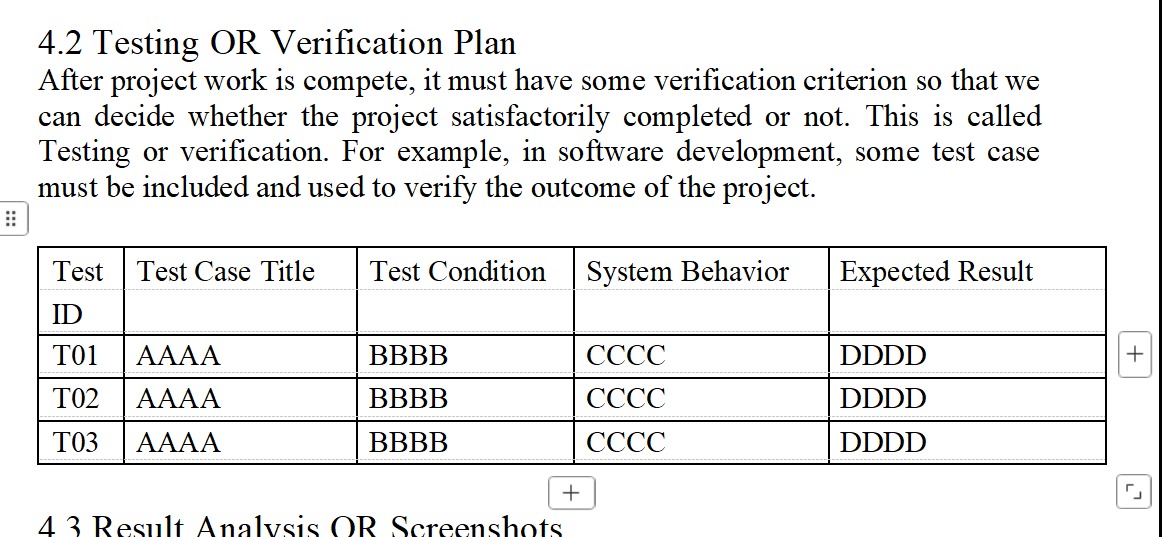 4.2 Testing OR Verification Plan
After project work is compete, it must have some verification criterion so that we
can decide whether the project satisfactorily completed or not. This is called
Testing or verification. For example, in software development, some test case
must be included and used to verify the outcome of the project.
Test ID Test Case Title Test Condition System Behavior Expected Result
T01 AAAA BBBB CCCC DDDD
T02 AAAA BBBB CCCC DDDD
T03 AAAA BBBB CCCC DDDD
4.3 Result Analysis OR Screenshots